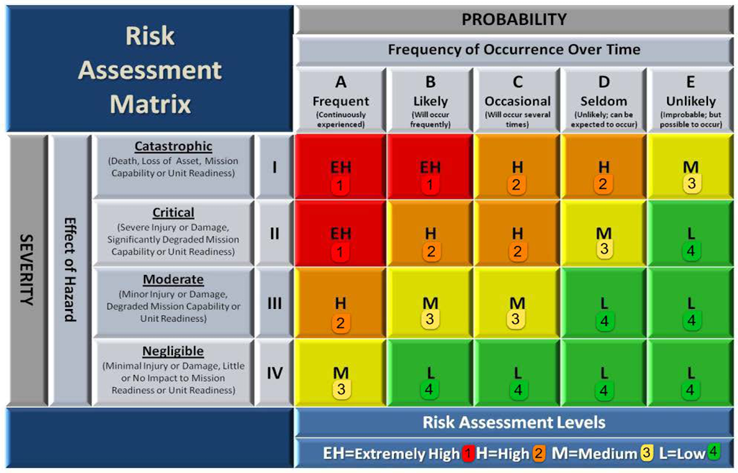 Risk
Assessment
Matrix
PROBABILITY
Frequency of Occurrence Over Time
A
Frequent
(Continuously
experienced)
B
Likely
(Will occur
frequently)
C
Occasional
(Will occur several
times)
D
Seldom
(Unlikely; can be
expected to occur)
E
Unlikely
(Improbable; but
possible to occur)
SEVERITY
Effect of Hazard
Catastrophic
(Death, Loss of Asset, Mission
Capability or Unit Readiness)
I
EH
1
EH
1
H
2
H
2
M
3
Critical
(Severe Injury or Damage,
Significantly Degraded Mission
Capability or Unit Readiness)
II
EH
1
H
2
H
2
M
3
L
4
Moderate
(Minor Injury or Damage,
Degraded Mission Capability or
Unit Readiness)
III
H
2
M
3
M
3
L
4
L
4
Negligible
(Minimal Injury or Damage, Little
or No Impact to Mission
Readiness or Unit Readiness)
IV
M
3
L
4
L
4
L
4
L
4
Risk Assessment Levels
EH=Extremely High 1 H=High 2 M=Medium 3 L=Low 4